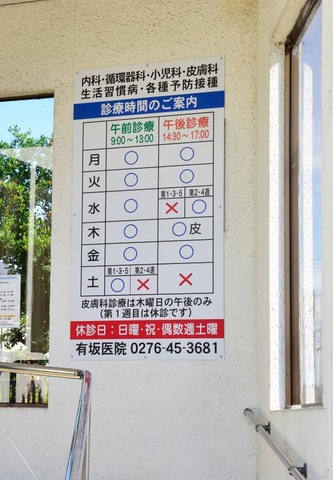 内科・循環器科・小児科・皮膚科
生活習慣病・各種予防接種
診療時間のご案内
午前診療 午後診療
9:00～13:00 14:30～17:00
月 ○ ○
火 ○ ○
第1・3・5 第2・4週
水 ○ × ○
木 ○ ○皮
金 ○ ○
第1・3・5 第2・4週
土 ○ × ×
皮膚科診療は木曜日の午後のみ
(第1週目は休診です)
休診日：日曜・祝・偶数週土曜
有坂医院 0276-45-3681